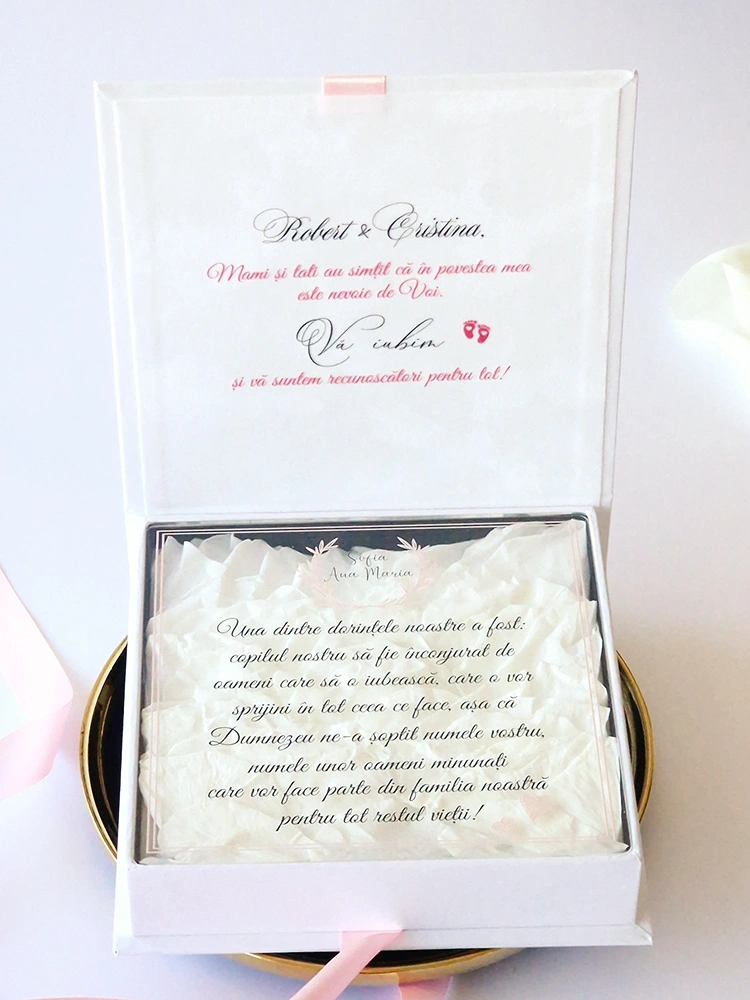 Robert & Cristina,
Mami și tati au simțit că în povestea mea
este nevoie de Voi.
Vă iubim
și vă suntem recunoscători pentru tot!
Sofia
Ana Maria
Una dintre dorințele noastre a fost:
copilul nostru să fie înconjurat de
oameni care să o iubească, care o vor
sprijini în tot ceea ce face, așa că
Dumnezeu ne-a șoptit numele vostru,
numele unor oameni minunați
care vor face parte din familia noastră
pentru tot restul vieții!